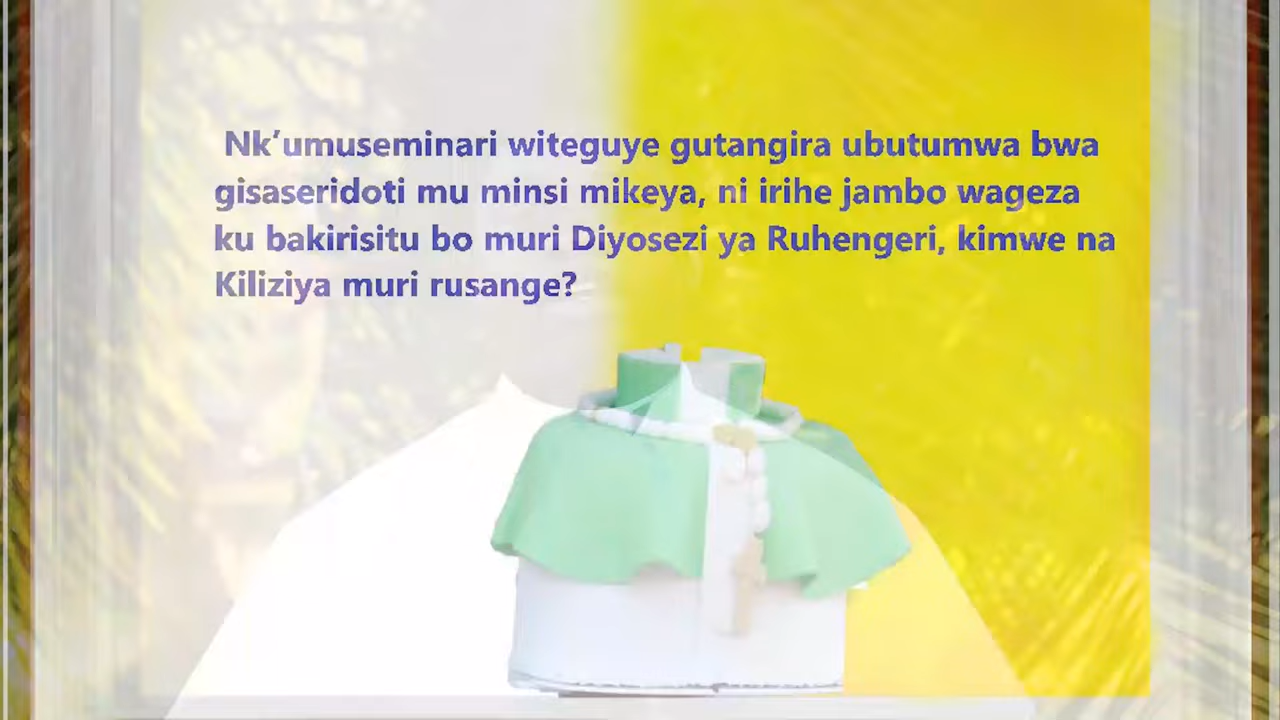 Nk’umuseminari witeguye gutangira ubutumwa bwa
gisaseridoti mu minsi mikeya, ni irihe jambo wageza
ku bakirisitu bo muri Diyosezi ya Ruhengeri, kimwe na
Kiliziya muri rusange?